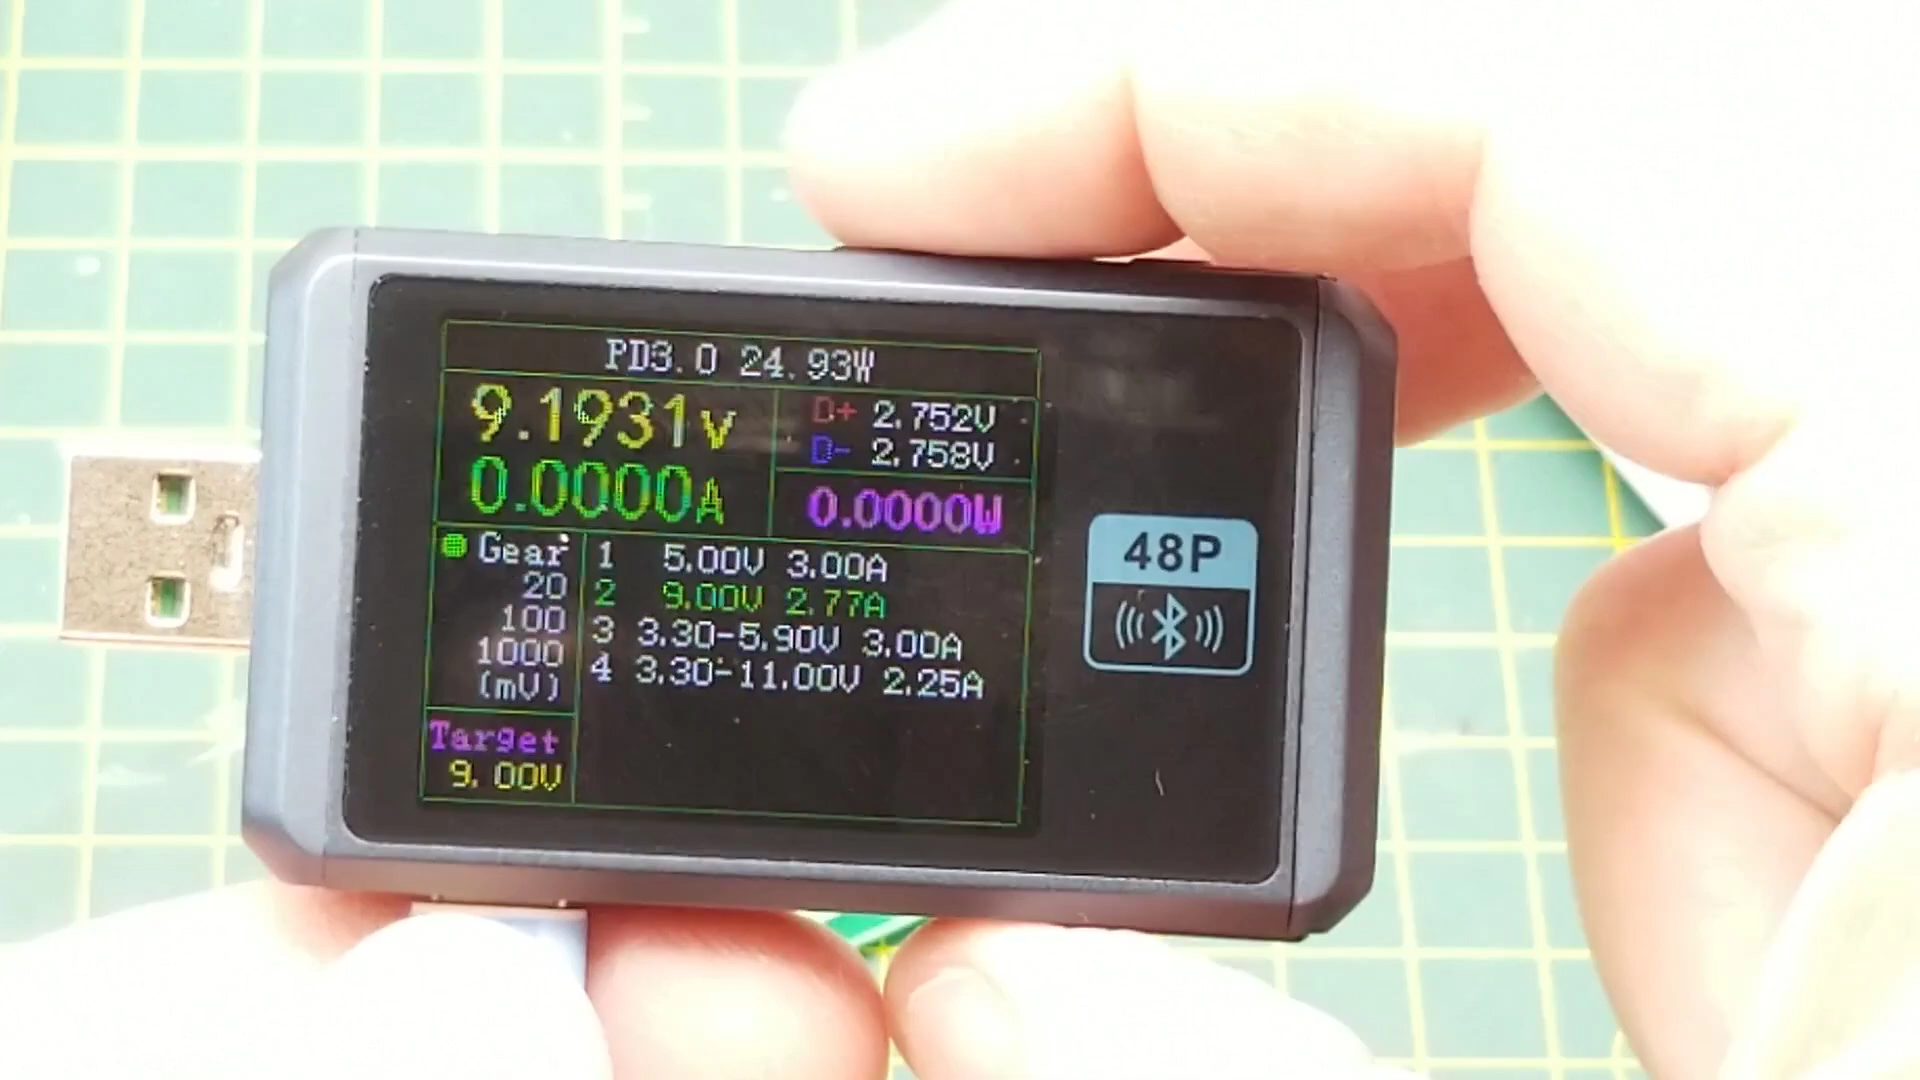 PD3.0 24.93W
9.1931v
0.0000A
D+ 2.752V
D- 2.758V
0.0000W
Gear
20
100
1000
(mV)
Target
9.00V
1 5.00V 3.00A
2 9.00V 2.77A
3 3.30-5.90V 3.00A
4 3.30-11.00V 2.25A
48P